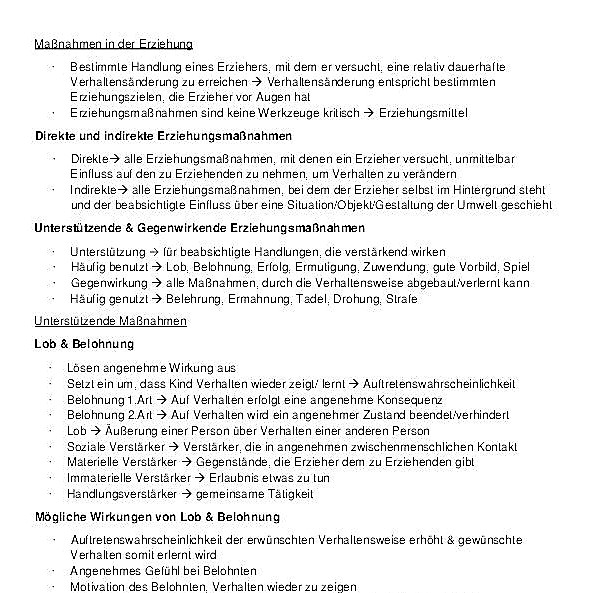 Maßnahmen in der Erziehung
· Bestimmte Handlung eines Erziehers, mit dem er versucht, eine relativ dauerhafte
Verhaltensänderung zu erreichen → Verhaltensänderung entspricht bestimmten
Erziehungszielen, die Erzieher vor Augen hat
· Erziehungsmaßnahmen sind keine Werkzeuge kritisch → Erziehungsmittel
Direkte und indirekte Erziehungsmaßnahmen
· Direkte→ alle Erziehungsmaßnahmen, mit denen ein Erzieher versucht, unmittelbar
Einfluss auf den zu Erziehenden zu nehmen, um Verhalten zu verändern
· Indirekte→ alle Erziehungsmaßnahmen, bei dem der Erzieher selbst im Hintergrund steht
und der beabsichtigte Einfluss über eine Situation/Objekt/Gestaltung der Umwelt geschieht
Unterstützende & Gegenwirkende Erziehungsmaßnahmen
· Unterstützung → für beabsichtigte Handlungen, die verstärkend wirken
· Häufig benutzt → Lob, Belohnung, Erfolg, Ermutigung, Zuwendung, gute Vorbild, Spiel
· Gegenwirkung → alle Maßnahmen, durch die Verhaltensweise abgebaut/verlernt kann
· Häufig genutzt → Belehrung, Ermahnung, Tadel, Drohung, Strafe
Unterstützende Maßnahmen
Lob & Belohnung
· Lösen angenehme Wirkung aus
· Setzt ein um, dass Kind Verhalten wieder zeigt/ lernt → Auftretenswahrscheinlichkeit
· Belohnung 1.Art → Auf Verhalten erfolgt eine angenehme Konsequenz
· Belohnung 2.Art → Auf Verhalten wird ein angenehmer Zustand beendet/verhindert
· Lob → Äußerung einer Person über Verhalten einer anderen Person
· Soziale Verstärker → Verstärker, die in angenehmen zwischenmenschlichen Kontakt
· Materielle Verstärker → Gegenstände, die Erzieher dem zu Erziehenden gibt
· Immaterielle Verstärker → Erlaubnis etwas zu tun
· Handlungsverstärker → gemeinsame Tätigkeit
Mögliche Wirkungen von Lob & Belohnung
· Auftretenswahrscheinlichkeit der erwünschten Verhaltensweise erhöht & gewünschte
Verhalten somit erlernt wird
· Angenehmes Gefühl bei Belohnten
· Motivation des Belohnten, Verhalten wieder zu zeigen